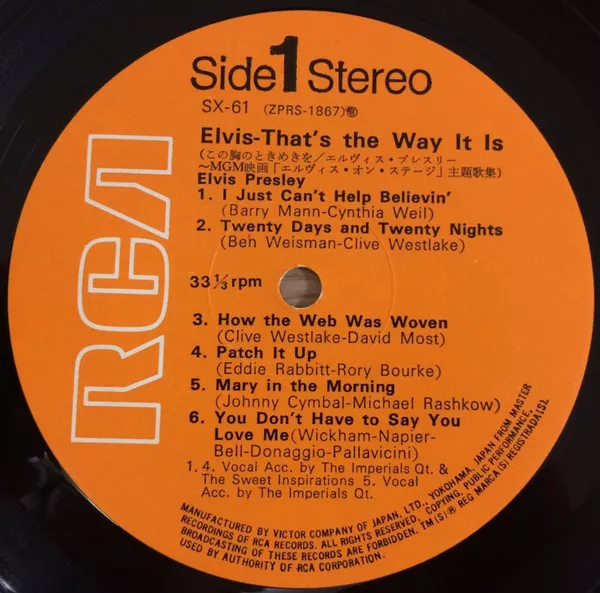 Side 1 Stereo
SX-61 (ZPRS-1867)
Elvis-That's the Way It Is
(この胸のときめきを/エルヴィス・プレスリー
〜MGM映画「エルヴィス・オン・ステージ」主題歌集)
Elvis Presley
1. I Just Can't Help Believin'
(Barry Mann-Cynthia Weil)
2. Twenty Days and Twenty Nights
(Ben Weisman-Clive Westlake)
33 1/3 rpm
3. How the Web Was Woven
(Clive Westlake-David Most)
4. Patch It Up
(Eddie Rabbitt-Rory Bourke)
5. Mary in the Morning
(Johnny Cymbal-Michael Rashkow)
6. You Don't Have to Say You
Love Me (Wickham-Napier-
Bell-Donaggio-Pallavicini)
1. 4. Vocal Acc. by The Imperials Qt. &
The Sweet Inspirations 5. Vocal
Acc. by The Imperials Qt.
RCA
MANUFACTURED BY VICTOR COMPANY OF JAPAN, LTD., YOKOHAMA, JAPAN FROM MASTER
RECORDINGS OF RCA RECORDS. ALL RIGHTS RESERVED, COPYING, PUBLIC PERFORMANCE,
BROADCASTING OF THESE RECORDS ARE FORBIDDEN. TM(S)® REG MARCA(S) REGISTRADA(S).
USED BY AUTHORITY OF RCA CORPORATION.